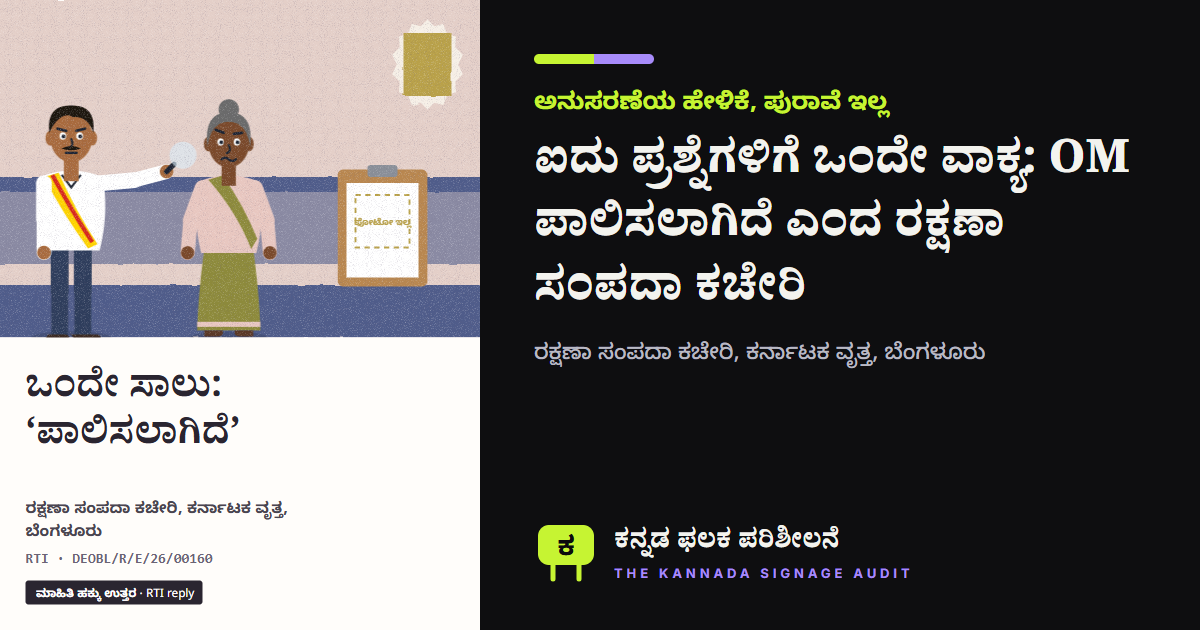 ಫೋಟೋ ಇಲ್ಲ
ಒಂದೇ ಸಾಲು:
‘ಪಾಲಿಸಲಾಗಿದೆ’
ರಕ್ಷಣಾ ಸಂಪದಾ ಕಚೇರಿ, ಕರ್ನಾಟಕ ವೃತ್ತ,
ಬೆಂಗಳೂರು
RTI · DEOBL/R/E/26/00160
ಮಾಹಿತಿ ಹಕ್ಕು ಉತ್ತರ · RTI reply
ಅನುಸರಣೆಯ ಹೇಳಿಕೆ, ಪುರಾವೆ ಇಲ್ಲ
ಐದು ಪ್ರಶ್ನೆಗಳಿಗೆ ಒಂದೇ ವಾಕ್ಯ: OM
ಪಾಲಿಸಲಾಗಿದೆ ಎಂದ ರಕ್ಷಣಾ
ಸಂಪದಾ ಕಚೇರಿ
ರಕ್ಷಣಾ ಸಂಪದಾ ಕಚೇರಿ, ಕರ್ನಾಟಕ ವೃತ್ತ, ಬೆಂಗಳೂರು
ಕ
ಕನ್ನಡ ಫಲಕ ಪರಿಶೀಲನೆ
THE KANNADA SIGNAGE AUDIT